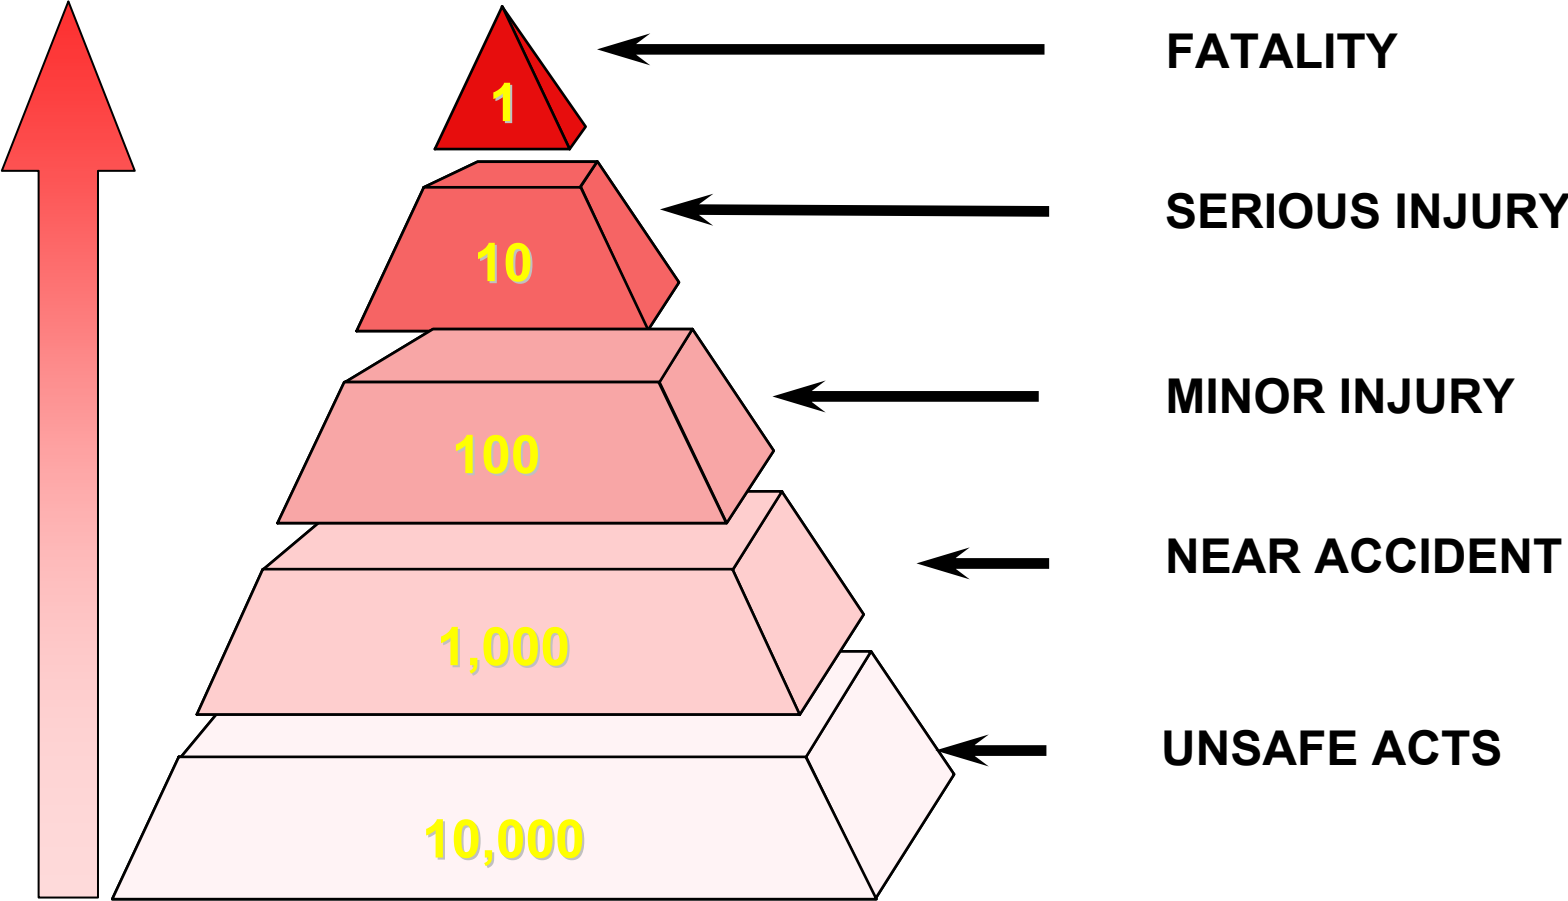 1
FATALITY
10
SERIOUS INJURY
100
MINOR INJURY
1,000
NEAR ACCIDENT
10,000
UNSAFE ACTS